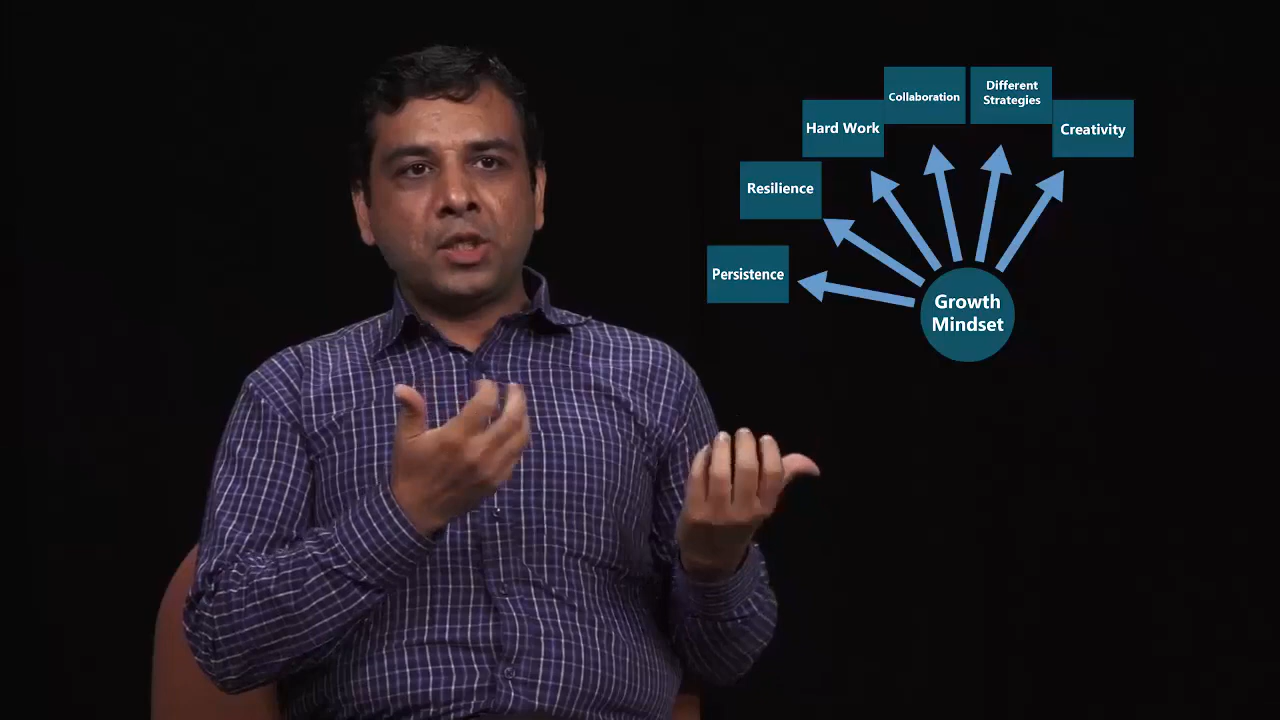 Collaboration
Different
Strategies
Hard Work
Creativity
Resilience
Persistence
Growth
Mindset